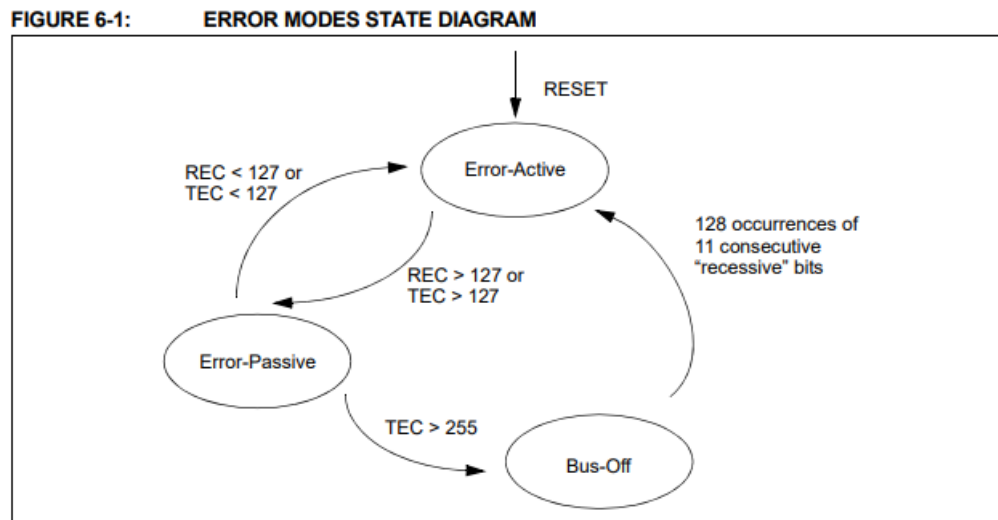 FIGURE 6-1: ERROR MODES STATE DIAGRAM
RESET
Error-Active
REC < 127 or
TEC < 127
128 occurrences of
11 consecutive
“recessive” bits
REC > 127 or
TEC > 127
Error-Passive
TEC > 255
Bus-Off